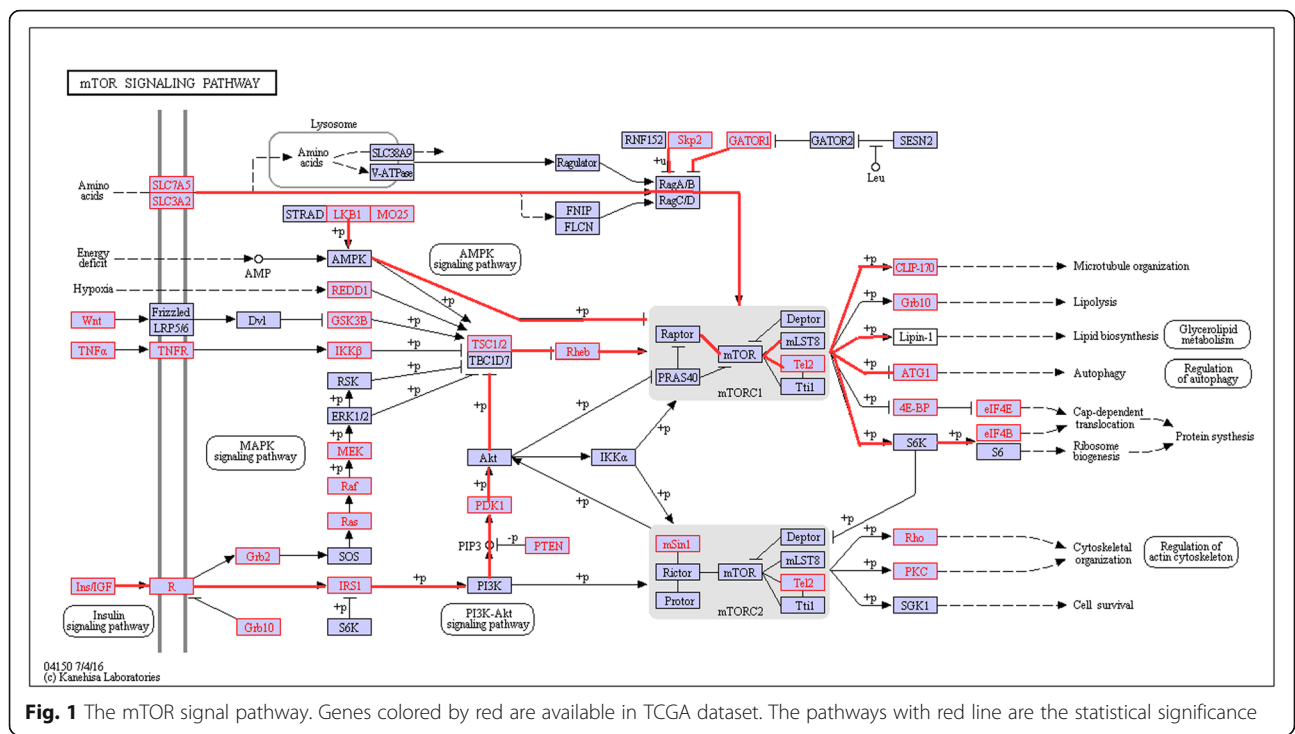 mTOR SIGNALING PATHWAY
Lysosome
Amino
acids
SLC38A9
V-ATPase
Ragulator
RNF152
Skp2
GATOR1
GATOR2
SESN2
Leu
+u
Amino
acids
SLC7A5
SLC3A2
RagA/B
RagC/D
FNIP
FLCN
STRAD
LKB1
MO25
+p
Energy
deficit
AMP
AMPK
AMPK
signaling pathway
+p
+p
Hypoxia
REDD1
Wnt
Frizzled
LRP5/6
Dvl
GSK3B
+p
TNFα
TNFR
IKKβ
+p
TSC1/2
TBC1D7
+p
Rheb
Raptor
PRAS40
mTOR
Deptor
mLST8
Tel2
Tti1
mTORC1
+p
CLIP-170
Microtubule organization
+p
Grb10
Lipolysis
+p
Lipin-1
Lipid biosynthesis
Glycerolipid
metabolism
+p
ATG1
Autophagy
Regulation
of autophagy
+p
4E-BP
eIF4E
Cap-dependent
translocation
+p
S6K
+p
eIF4B
S6
Ribosome
biogenesis
Protein systhesis
RSK
+p
+p
ERK1/2
+p
+p
MEK
+p
Raf
Ras
MAPK
signaling pathway
+p
+p
Akt
IKKα
+p
+p
+p
PDK1
PIP3
-p
PTEN
Grb2
SOS
Ins/IGF
R
IRS1
+p
PI3K
+p
Insulin
signaling pathway
Grb10
+p
S6K
PI3K-Akt
signaling pathway
mSin1
Rictor
Protor
mTOR
Deptor
mLST8
Tel2
Tti1
mTORC2
+p
+p
Rho
+p
PKC
+p
SGK1
Cytoskeletal
organization
Regulation of
actin cytoskeleton
Cell survival
04150 7/4/16
(c) Kanehisa Laboratories
Fig. 1 The mTOR signal pathway. Genes colored by red are available in TCGA dataset. The pathways with red line are the statistical significance